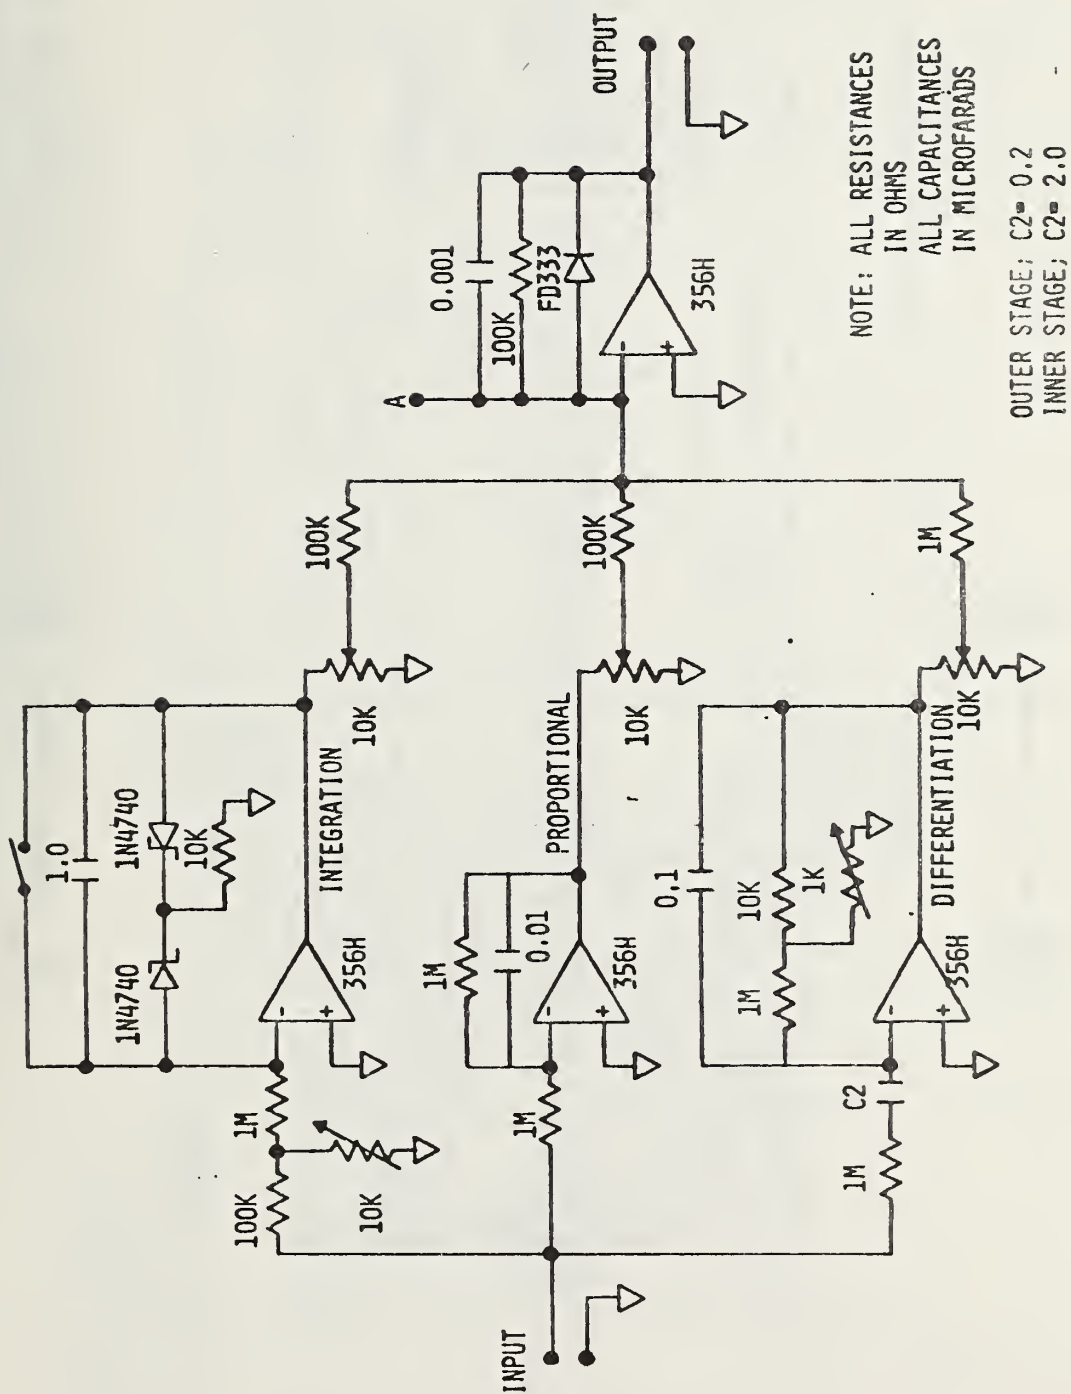 INPUT
100K
10K
1M
1N4740
1.0
1N4740
10K
-
+
356H
INTEGRATION
10K
100K
1M
1M
0.01
-
+
356H
PROPORTIONAL
10K
100K
1M
C2
0.1
1M
10K
1K
-
+
356H
DIFFERENTIATION
10K
1M
A
0.001
100K
FD333
-
+
356H
OUTPUT
NOTE: ALL RESISTANCES
IN OHMS
ALL CAPACITANCES
IN MICROFARADS
OUTER STAGE; C2= 0.2
INNER STAGE; C2= 2.0